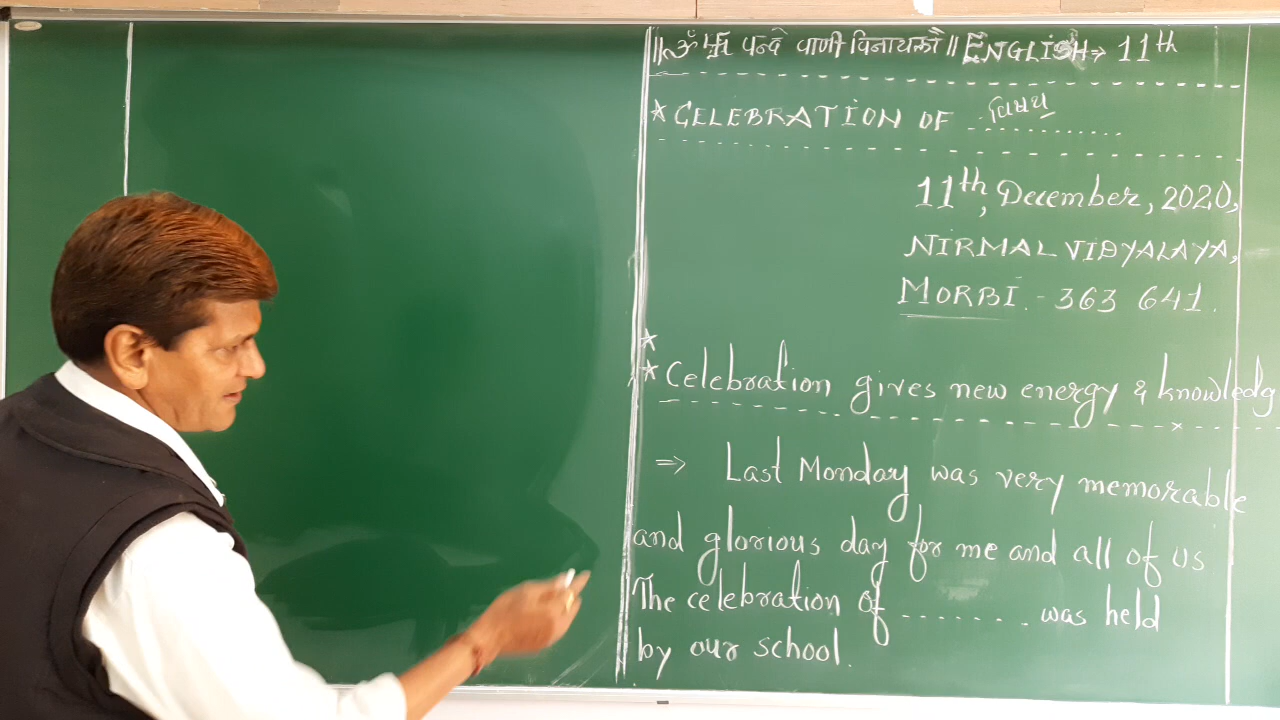 ||ॐ 卐 वन्दे वाणी विनायकौ || ENGLISH → 11th
* CELEBRATION OF ..विषय..........
11th, December, 2020,
NIRMAL VIDYALAYA,
MORBI. - 363 641.
*
* Celebration gives new energy & knowledg
⇒ Last Monday was very memorable
and glorious day for me and all of us
The celebration of ....... was held
by our school.